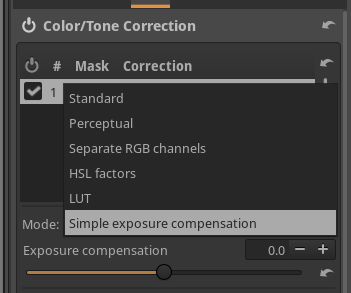 Color/Tone Correction
# Mask Correction
1
Standard
Perceptual
Separate RGB channels
HSL factors
LUT
Mode: Simple exposure compensation
Exposure compensation 0.0 − +